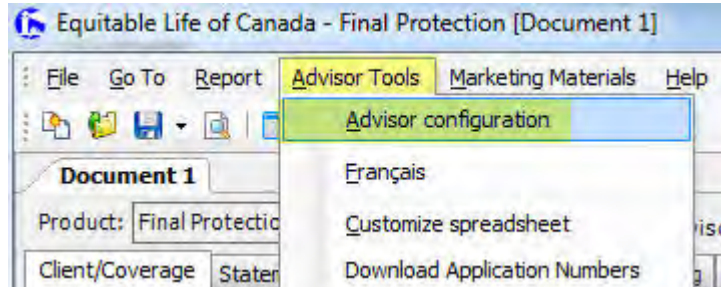 Equitable Life of Canada - Final Protection [Document 1]
File Go To Report Advisor Tools Marketing Materials Help
Advisor configuration
Document 1
Français
Product: Final
Customize spreadsheet
Client/Coverage
Download Application Numbers